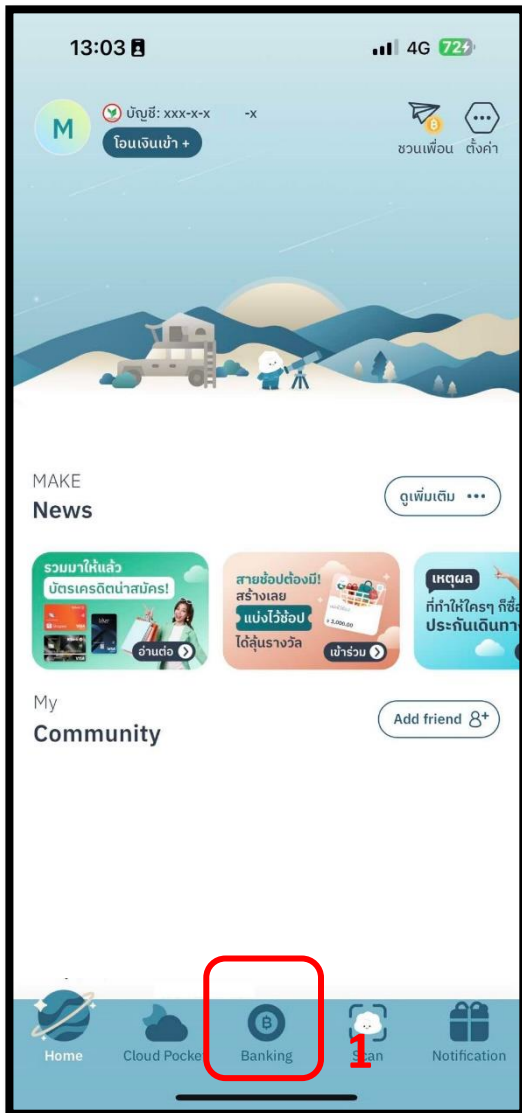 13:03 4G 72
บัญชี: xxx-x-x -x
M
โอนเงินเข้า +
ชวนเพื่อน ตั้งค่า
MAKE
News
ดูเพิ่มเติม •••
รวมมาให้แล้ว
บัตรเครดิตน่าสมัคร!
อ่านต่อ
สายช้อปต้องมี!
สร้างเลย
แบ่งไว้ช้อป
ได้ลุ้นรางวัล
เข้าร่วม
เหตุผล
ที่ทำให้ใครๆ ก็ซื้อ
ประกันเดินทา
My
Community
Add friend
Home Cloud Pocket Banking Scan Notification
1